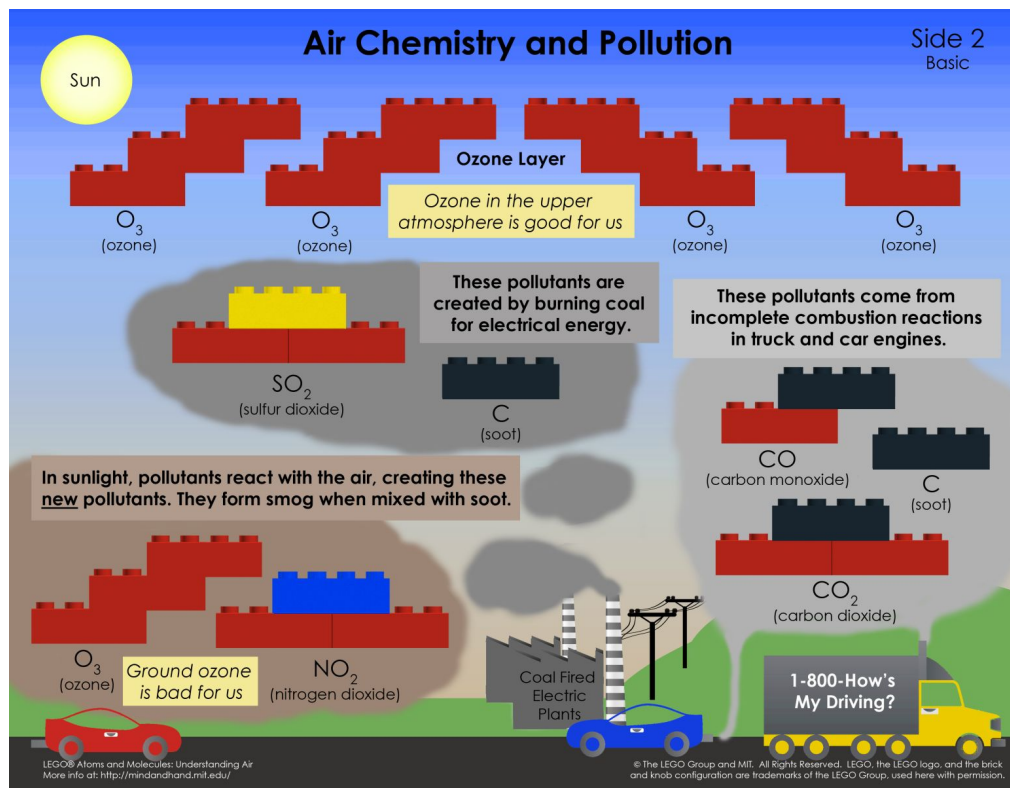 Air Chemistry and Pollution
Side 2
Basic
Sun
Ozone Layer
Ozone in the upper
atmosphere is good for us
O₃
(ozone)
O₃
(ozone)
O₃
(ozone)
O₃
(ozone)
These pollutants are
created by burning coal
for electrical energy.
SO₂
(sulfur dioxide)
C
(soot)
These pollutants come from
incomplete combustion reactions
in truck and car engines.
CO
(carbon monoxide)
C
(soot)
CO₂
(carbon dioxide)
In sunlight, pollutants react with the air, creating these
new pollutants. They form smog when mixed with soot.
O₃
(ozone)
Ground ozone
is bad for us
NO₂
(nitrogen dioxide)
Coal Fired
Electric
Plants
1-800-How's
My Driving?
LEGO® Atoms and Molecules: Understanding Air
More info at: http://mindandhand.mit.edu/
© The LEGO Group and MIT. All Rights Reserved. LEGO, the LEGO logo, and the brick
and knob configuration are trademarks of the LEGO Group, used here with permission.